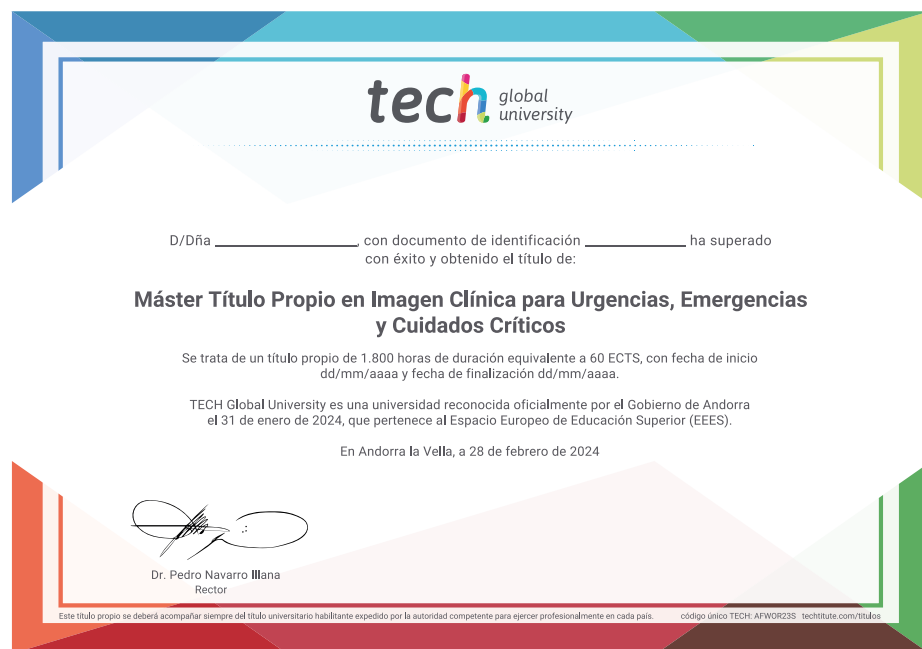 tech global university
D/Dña ____________________, con documento de identificación ______________ ha superado
con éxito y obtenido el título de:
Máster Título Propio en Imagen Clínica para Urgencias, Emergencias
y Cuidados Críticos
Se trata de un título propio de 1.800 horas de duración equivalente a 60 ECTS, con fecha de inicio
dd/mm/aaaa y fecha de finalización dd/mm/aaaa.
TECH Global University es una universidad reconocida oficialmente por el Gobierno de Andorra
el 31 de enero de 2024, que pertenece al Espacio Europeo de Educación Superior (EEES).
En Andorra la Vella, a 28 de febrero de 2024
Dr. Pedro Navarro Illana
Rector
Este título propio se deberá acompañar siempre del título universitario habilitante expedido por la autoridad competente para ejercer profesionalmente en cada país. código único TECH: AFWOR23S techtitute.com/titulos